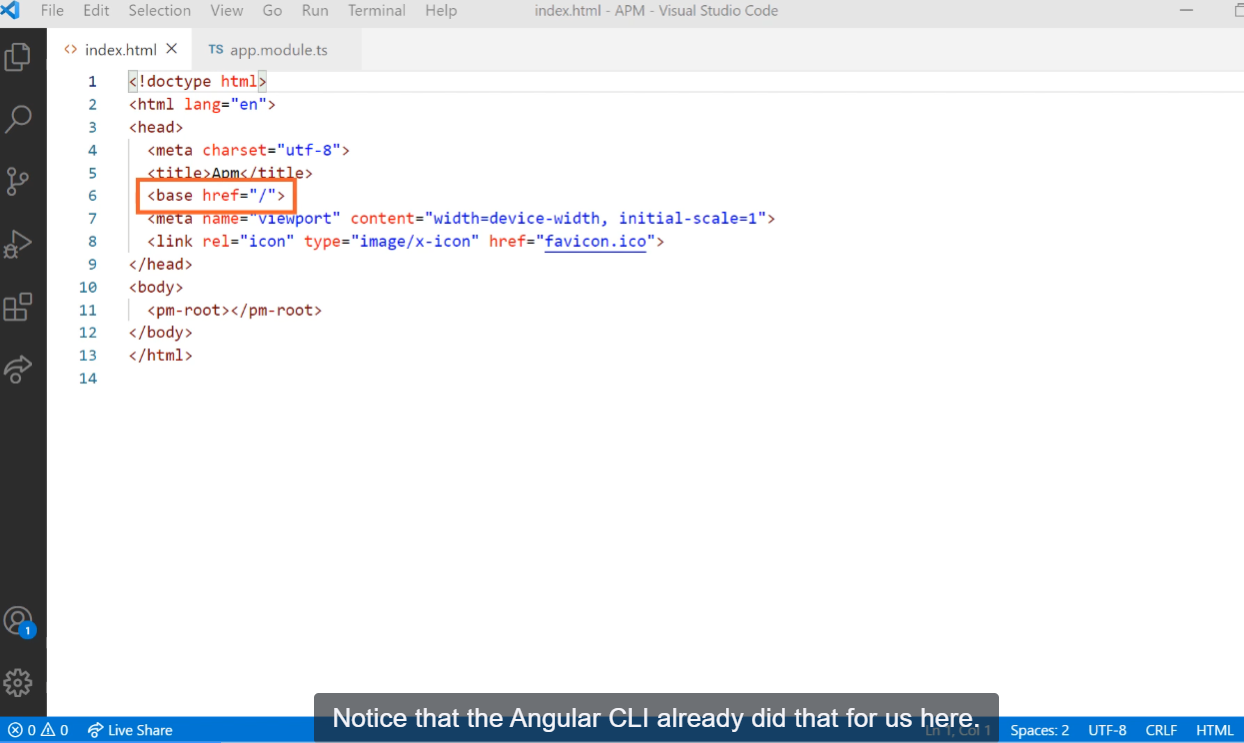 File Edit Selection View Go Run Terminal Help index.html - APM - Visual Studio Code
<> index.html × TS app.module.ts
1 <!doctype html>
2 <html lang="en">
3 <head>
4 <meta charset="utf-8">
5 <title>Apm</title>
6 <base href="/">
7 <meta name="viewport" content="width=device-width, initial-scale=1">
8 <link rel="icon" type="image/x-icon" href="favicon.ico">
9 </head>
10 <body>
11 <pm-root></pm-root>
12 </body>
13 </html>
14
1
Notice that the Angular CLI already did that for us here.
0 0 Live Share Ln 1, Col 1 Spaces: 2 UTF-8 CRLF HTML